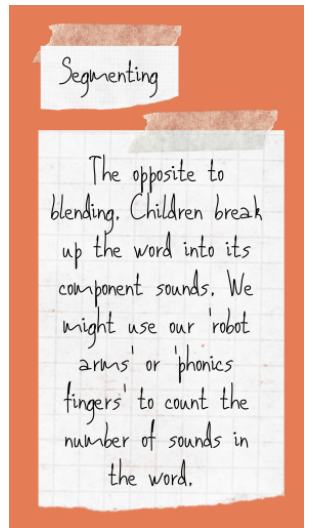 Segmenting
The opposite to
blending. Children break
up the word into its
component sounds. We
might use our 'robot
arms' or 'phonics
fingers' to count the
number of sounds in
the word.